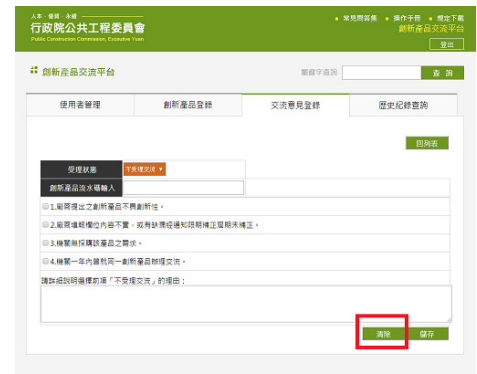 人本．優質．永續
行政院公共工程委員會
Public Construction Commission, Executive Yuan
常見問答集 操作手冊 規定下載
創新產品交流平台
登出
創新產品交流平台
關鍵字查詢
查 詢
使用者管理 創新產品登錄 交流意見登錄 歷史紀錄查詢
回列表
受理狀態 不受理交流
創新產品流水號輸入
1.廠商提出之創新產品不具創新性。
2.廠商填報欄位內容不實，或有缺漏經通知限期補正屆期未補正。
3.機關無採購該產品之需求。
4.機關一年內曾就同一創新產品辦理交流。
請詳細說明選擇前項「不受理交流」的理由：
清除 儲存